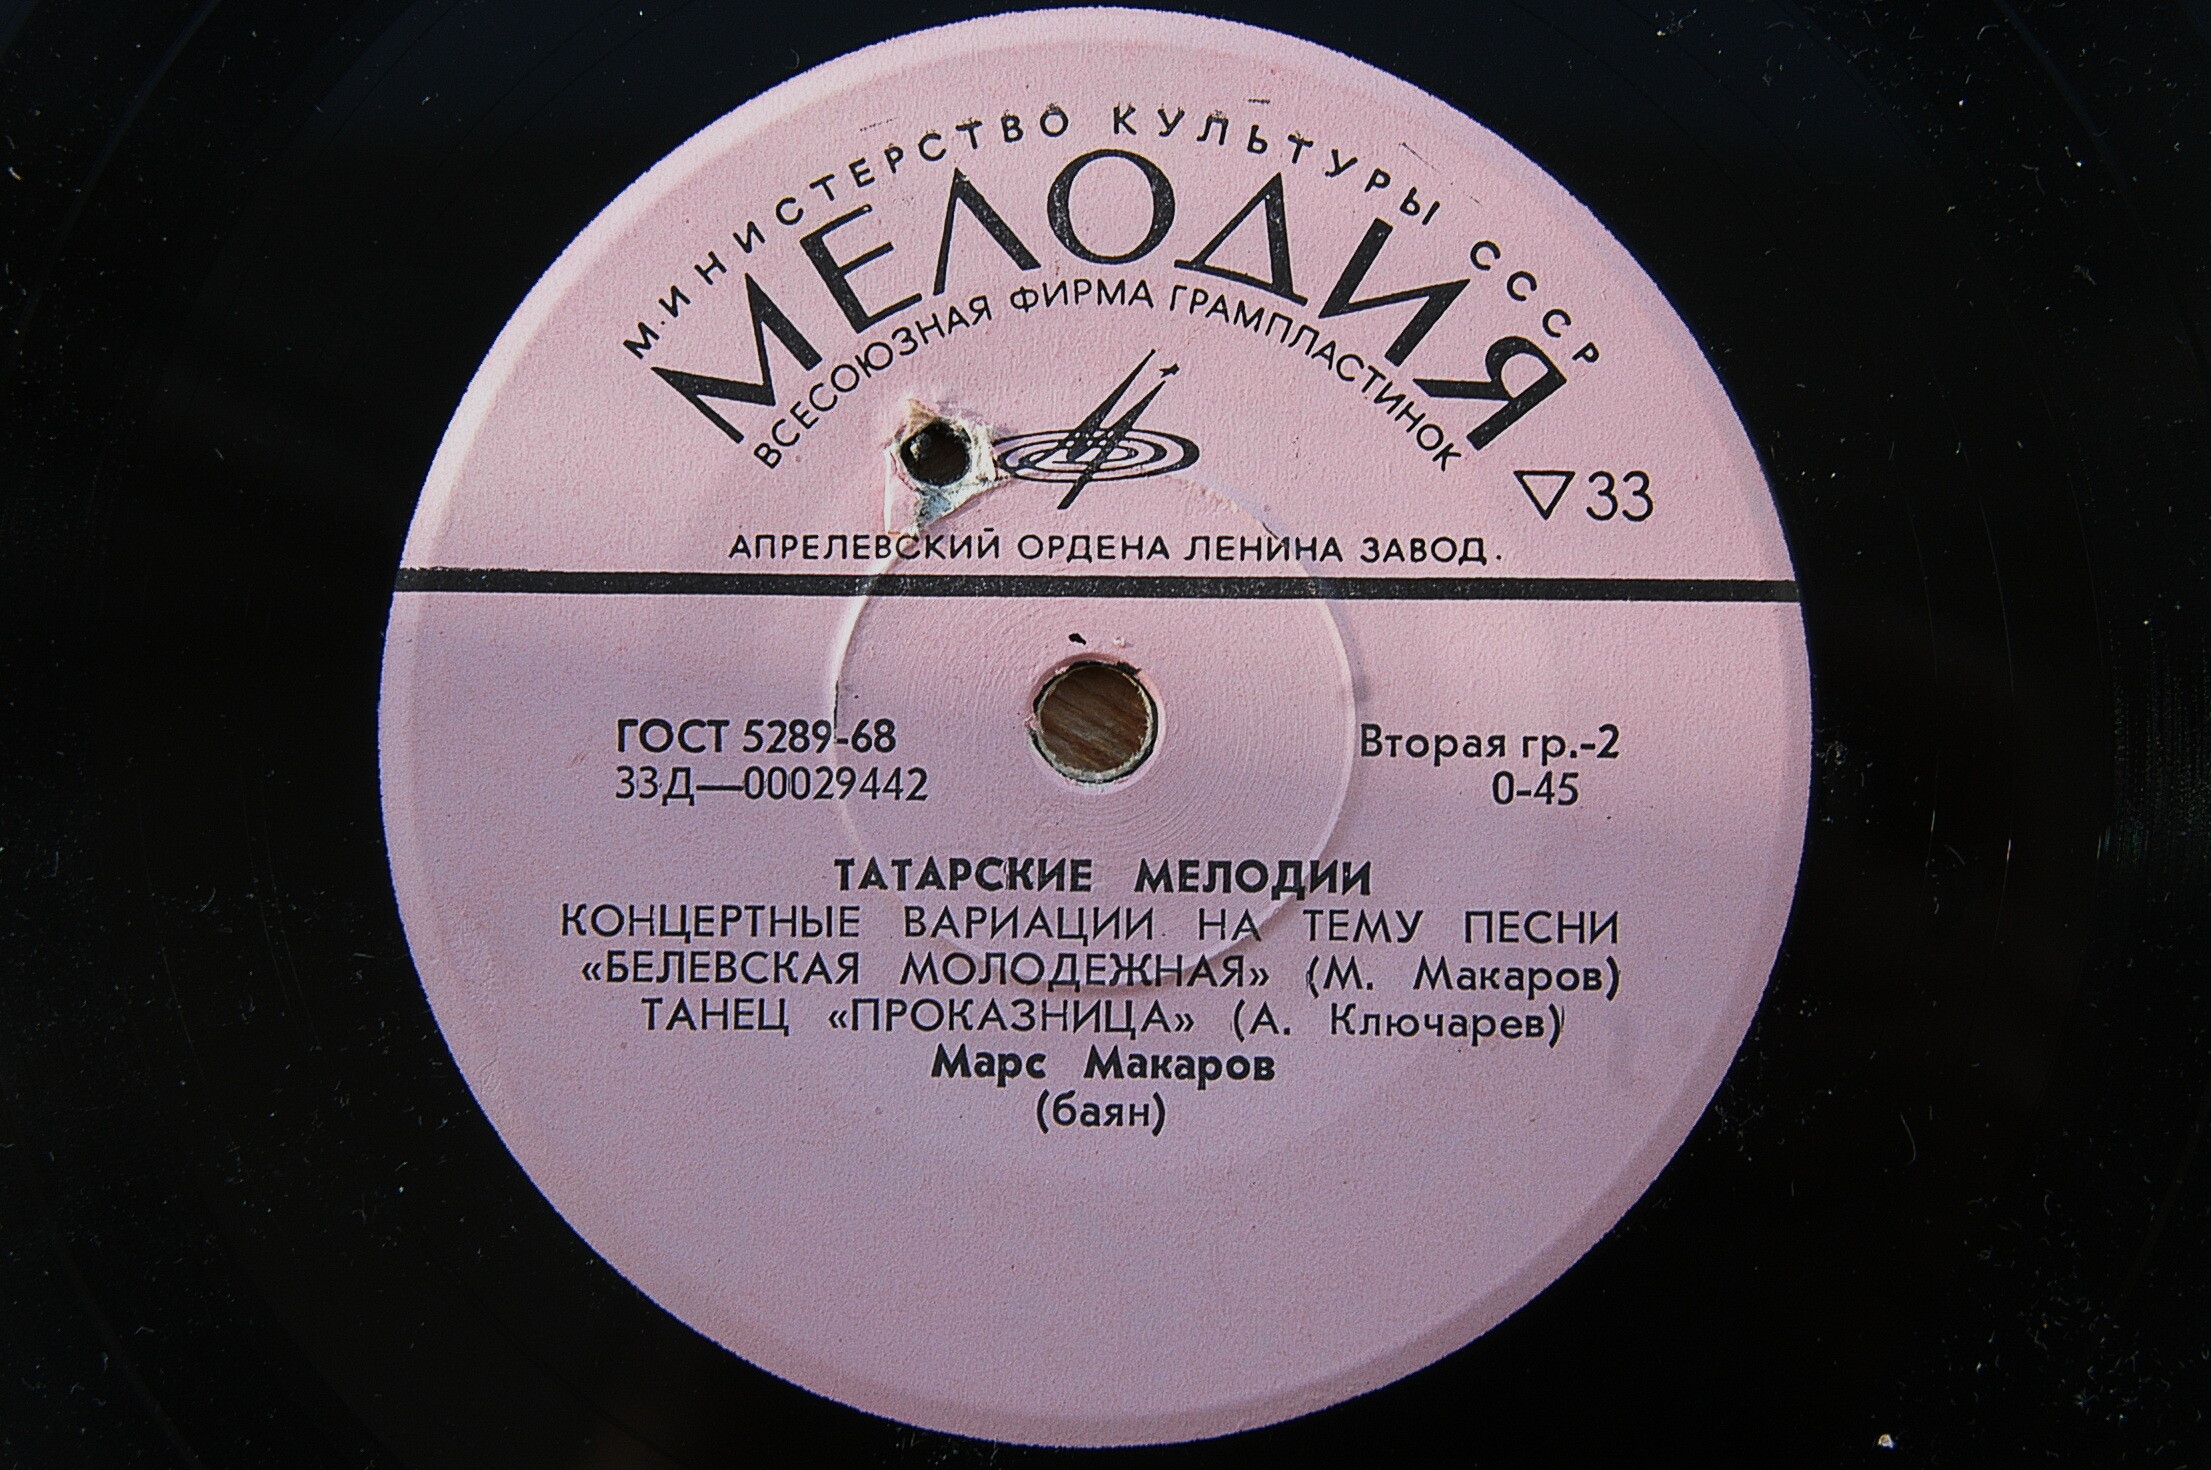 МИНИСТЕРСТВО КУЛЬТУРЫ СССР
МЕЛОДИЯ
ВСЕСОЮЗНАЯ ФИРМА ГРАМПЛАСТИНОК
▽33
АПРЕЛЕВСКИЙ ОРДЕНА ЛЕНИНА ЗАВОД.
ГОСТ 5289-68 Вторая гр.-2
33Д—00029442 0-45
ТАТАРСКИЕ МЕЛОДИИ
КОНЦЕРТНЫЕ ВАРИАЦИИ НА ТЕМУ ПЕСНИ
«БЕЛЕВСКАЯ МОЛОДЕЖНАЯ» (М. Макаров)
ТАНЕЦ «ПРОКАЗНИЦА» (А. Ключарев)
Марс Макаров
(баян)